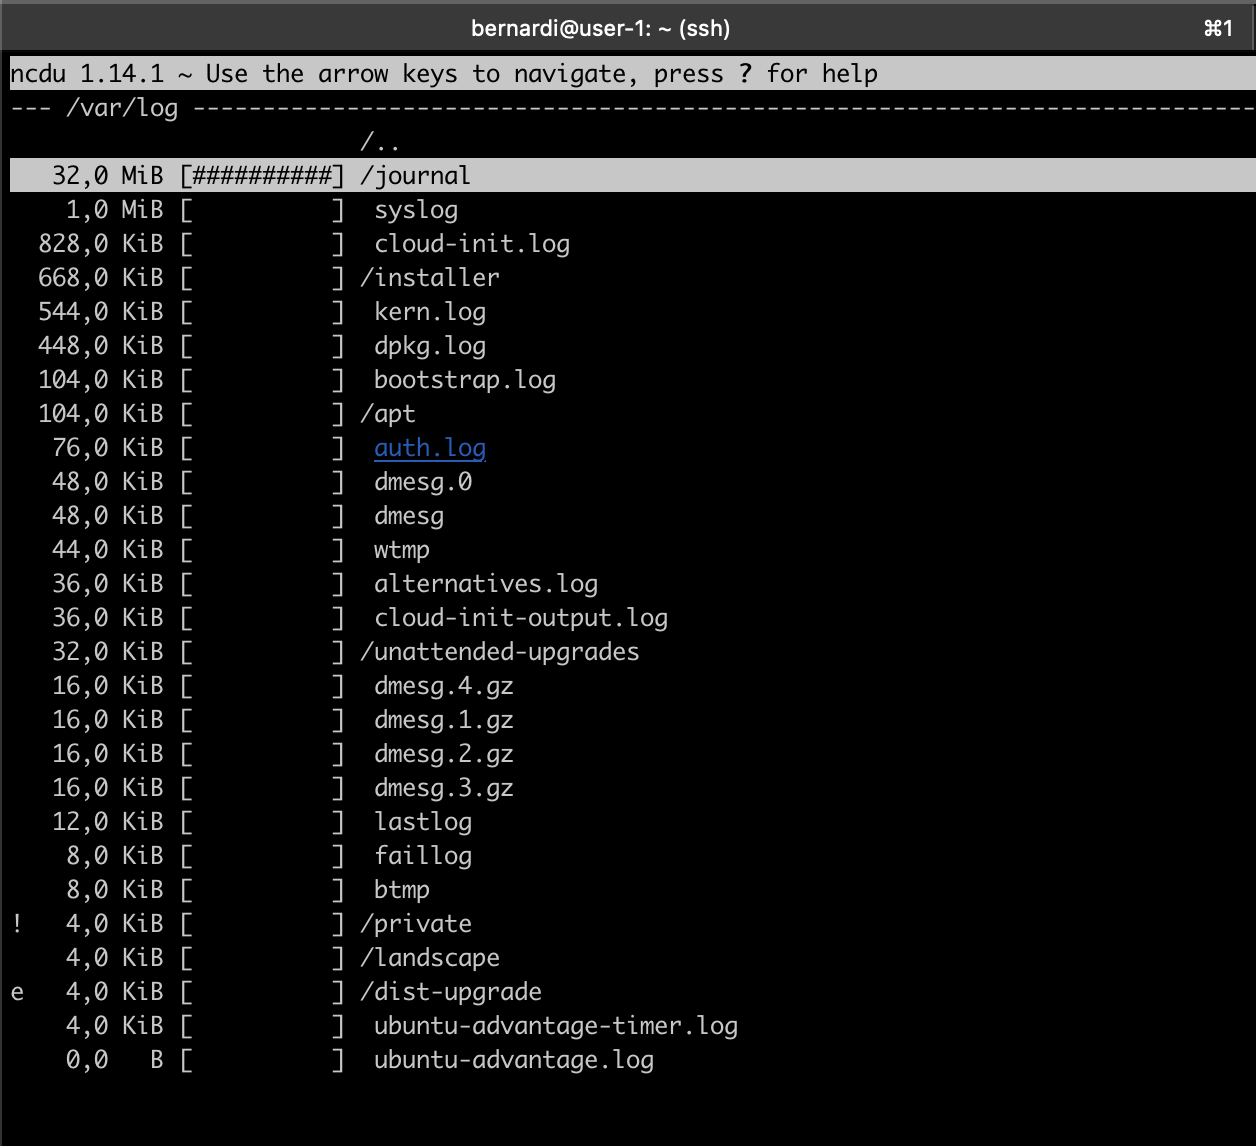 bernardi@user-1: ~ (ssh) ⌘1
ncdu 1.14.1 ~ Use the arrow keys to navigate, press ? for help
--- /var/log ----------------------------------------------------------------------------
                         /..
   32,0 MiB [##########] /journal
    1,0 MiB [          ]  syslog
  828,0 KiB [          ]  cloud-init.log
  668,0 KiB [          ] /installer
  544,0 KiB [          ]  kern.log
  448,0 KiB [          ]  dpkg.log
  104,0 KiB [          ]  bootstrap.log
  104,0 KiB [          ] /apt
   76,0 KiB [          ]  auth.log
   48,0 KiB [          ]  dmesg.0
   48,0 KiB [          ]  dmesg
   44,0 KiB [          ]  wtmp
   36,0 KiB [          ]  alternatives.log
   36,0 KiB [          ]  cloud-init-output.log
   32,0 KiB [          ] /unattended-upgrades
   16,0 KiB [          ]  dmesg.4.gz
   16,0 KiB [          ]  dmesg.1.gz
   16,0 KiB [          ]  dmesg.2.gz
   16,0 KiB [          ]  dmesg.3.gz
   12,0 KiB [          ]  lastlog
    8,0 KiB [          ]  faillog
    8,0 KiB [          ]  btmp
!   4,0 KiB [          ] /private
    4,0 KiB [          ] /landscape
e   4,0 KiB [          ] /dist-upgrade
    4,0 KiB [          ]  ubuntu-advantage-timer.log
    0,0   B [          ]  ubuntu-advantage.log